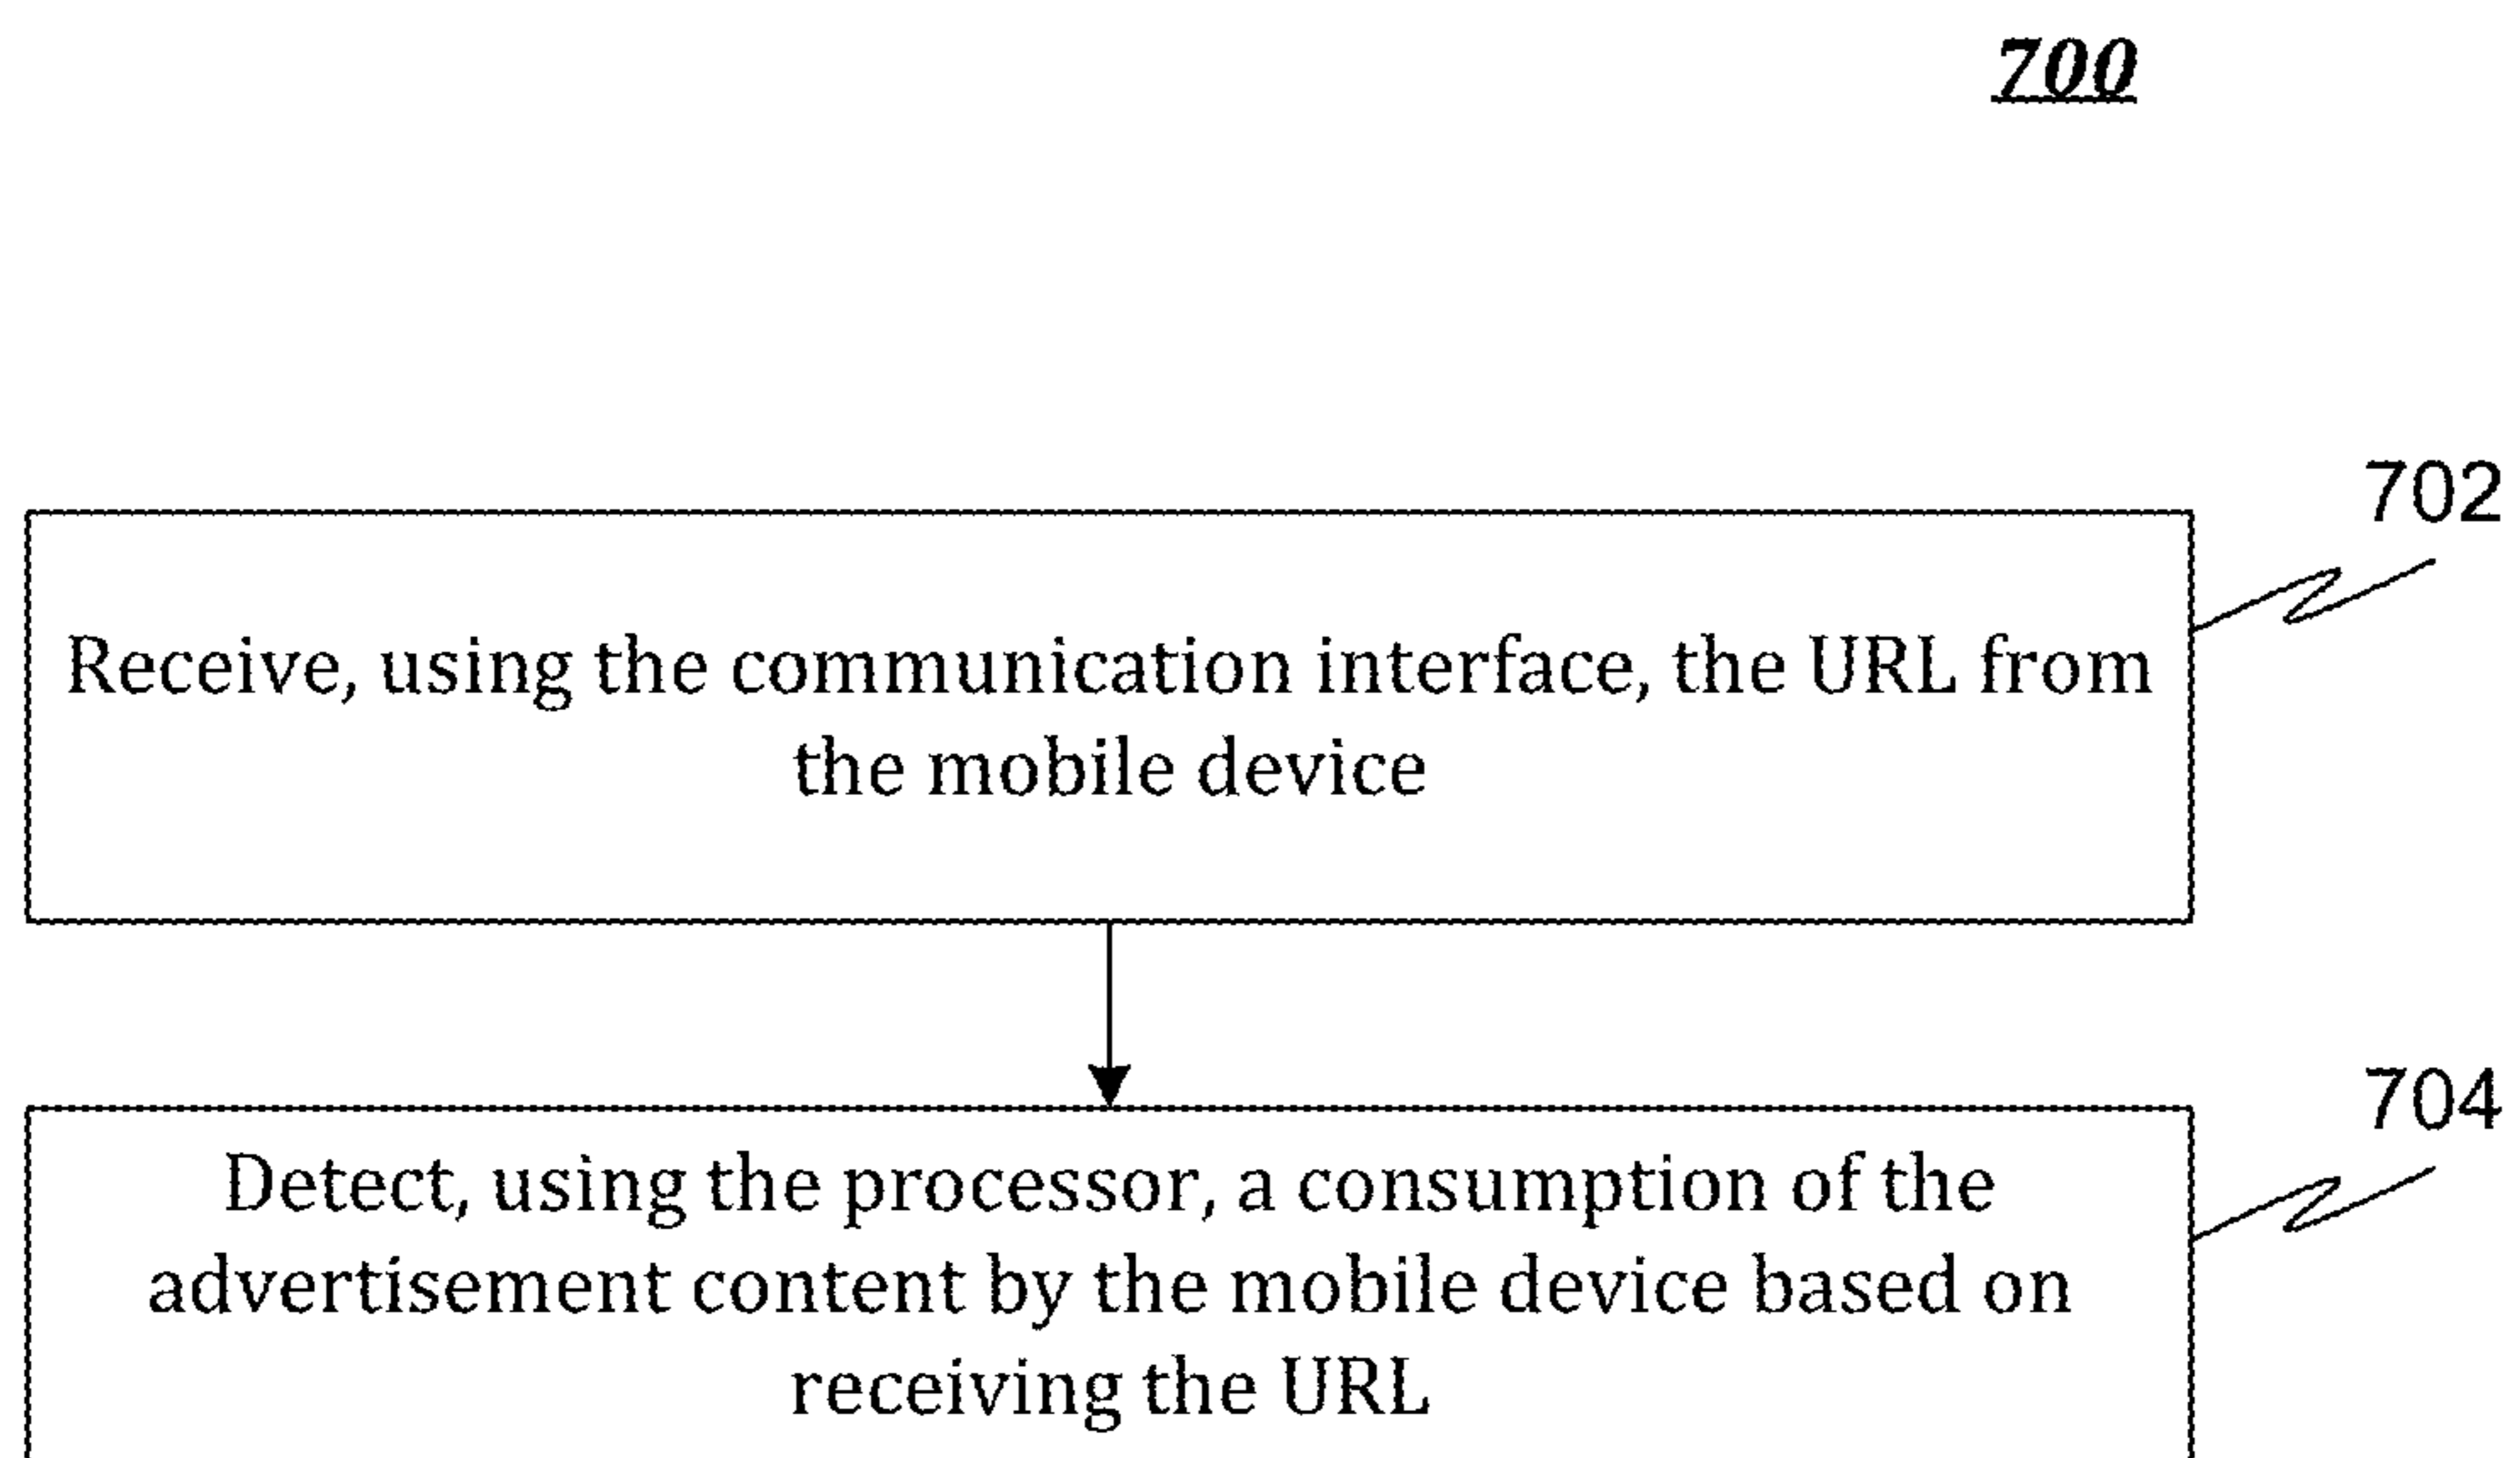 700
702
Receive, using the communication interface, the URL from
the mobile device
704
Detect, using the processor, a consumption of the
advertisement content by the mobile device based on
receiving the URL